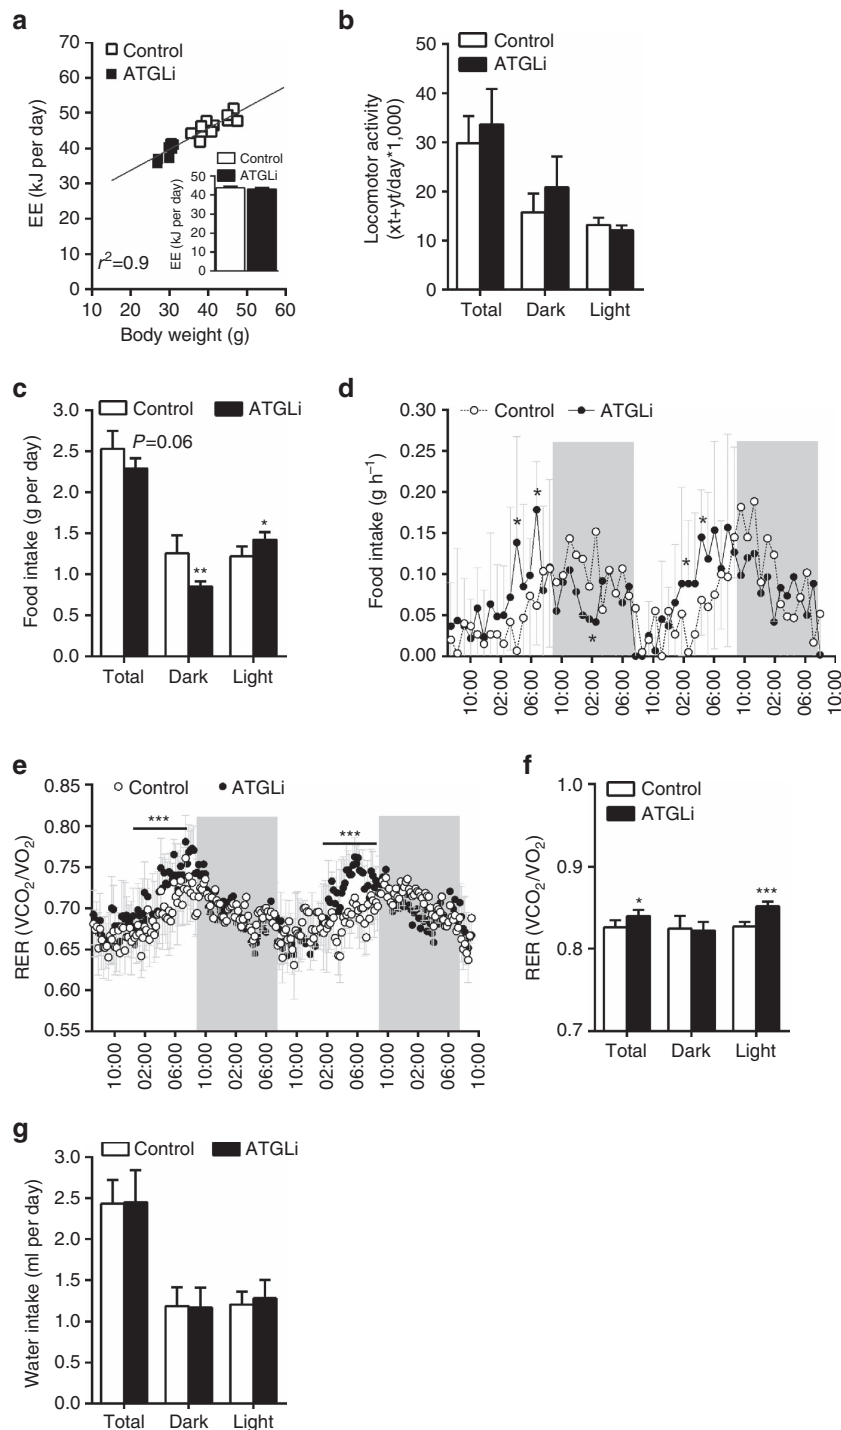 a
70
Control
ATGLi
60
50
40
30
20
10
0
EE (kJ per day)
r²=0.9
10 20 30 40 50 60
Body weight (g)
Control
ATGLi
50
40
30
20
10
0
EE (kJ per day)
b
50
40
30
20
10
0
Control
ATGLi
Locomotor activity
(xt+yt/day*1,000)
Total Dark Light
c
3.0
2.5
2.0
1.5
1.0
0.5
0.0
Control ATGLi
P=0.06
**
*
Food intake (g per day)
Total Dark Light
d
0.30
0.25
0.20
0.15
0.10
0.05
0.00
Control ATGLi
* * * * *
Food intake (g h⁻¹)
10:00 02:00 06:00 10:00 02:00 06:00 10:00 02:00 06:00 10:00 02:00 06:00 10:00
e
0.85
0.80
0.75
0.70
0.65
0.60
0.55
Control ATGLi
*** ***
RER (VCO₂/VO₂)
10:00 02:00 06:00 10:00 02:00 06:00 10:00 02:00 06:00 10:00 02:00 06:00 10:00
f
1.0
0.9
0.8
0.7
Control
ATGLi
* ***
RER (VCO₂/VO₂)
Total Dark Light
g
3.0
2.5
2.0
1.5
1.0
0.5
0.0
Control ATGLi
Water intake (ml per day)
Total Dark Light